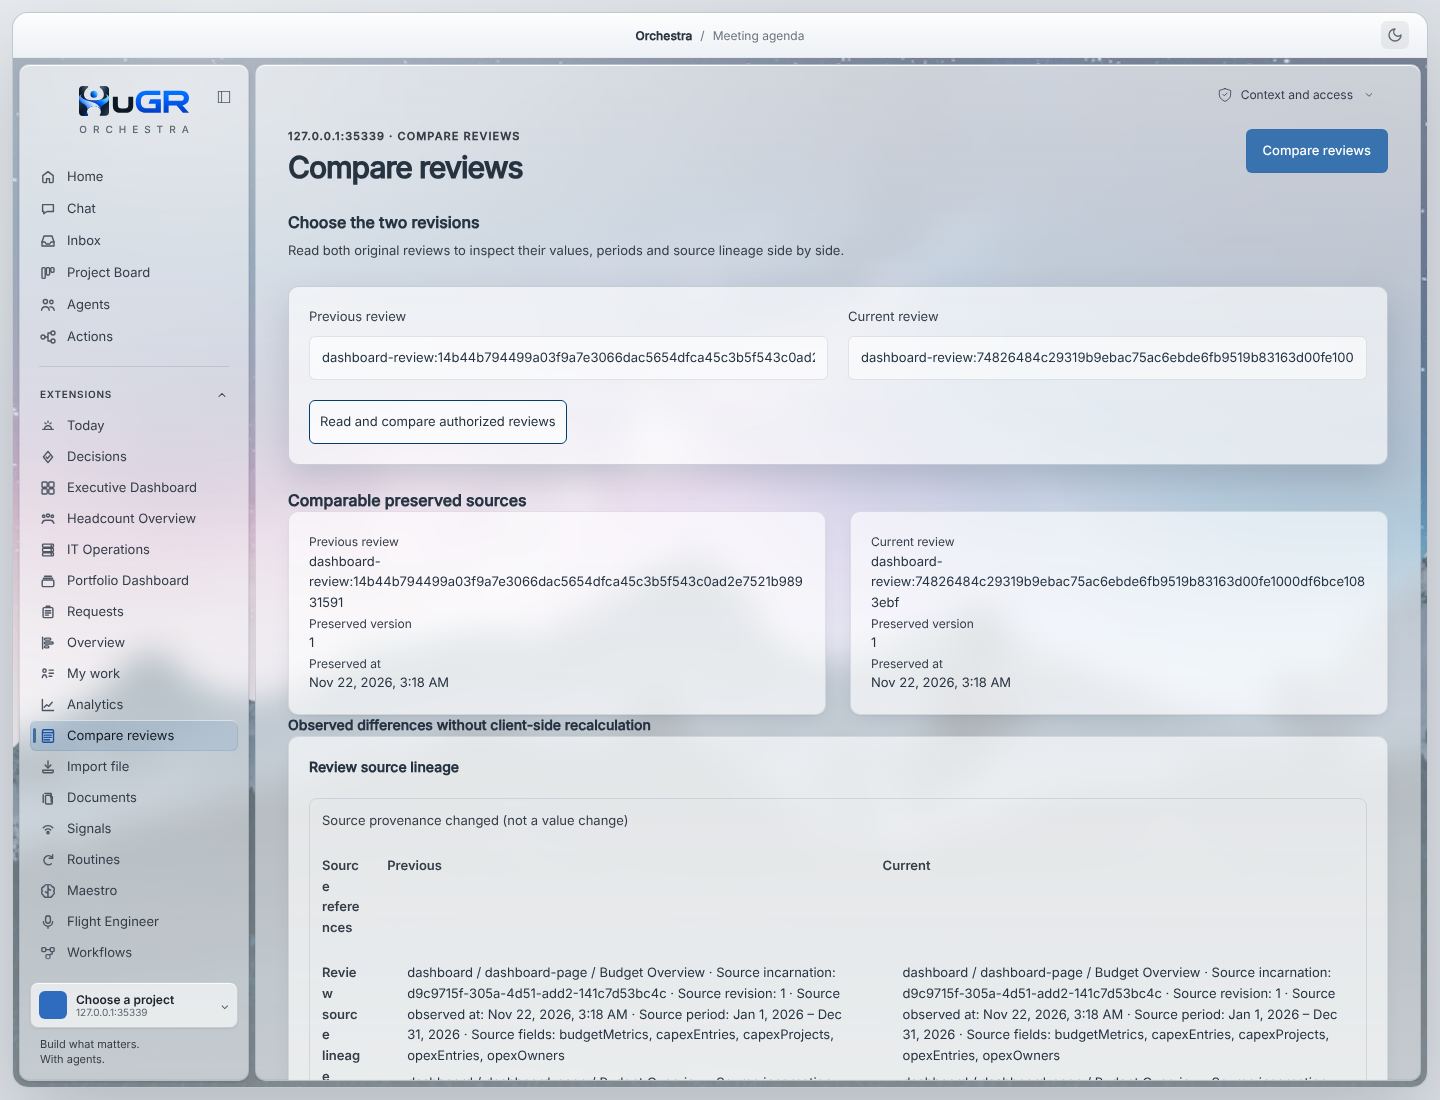 Orchestra / Meeting agenda
HuGR
ORCHESTRA
Home
Chat
Inbox
Project Board
Agents
Actions
EXTENSIONS
Today
Decisions
Executive Dashboard
Headcount Overview
IT Operations
Portfolio Dashboard
Requests
Overview
My work
Analytics
Compare reviews
Import file
Documents
Signals
Routines
Maestro
Flight Engineer
Workflows
Choose a project
127.0.0.1:35339
Build what matters.
With agents.
Context and access
127.0.0.1:35339 · COMPARE REVIEWS
Compare reviews
Compare reviews
Choose the two revisions
Read both original reviews to inspect their values, periods and source lineage side by side.
Previous review
dashboard-review:14b44b794499a03f9a7e3066dac5654dfca45c3b5f543c0ad2
Current review
dashboard-review:74826484c29319b9ebac75ac6ebde6fb9519b83163d00fe100
Read and compare authorized reviews
Comparable preserved sources
Previous review
dashboard-
review:14b44b794499a03f9a7e3066dac5654dfca45c3b5f543c0ad2e7521b989
31591
Preserved version
1
Preserved at
Nov 22, 2026, 3:18 AM
Current review
dashboard-
review:74826484c29319b9ebac75ac6ebde6fb9519b83163d00fe1000df6bce108
3ebf
Preserved version
1
Preserved at
Nov 22, 2026, 3:18 AM
Observed differences without client-side recalculation
Review source lineage
Source provenance changed (not a value change)
Sourc
e
refere
nces
Previous
Current
Revie
w
sourc
e
lineag
e
dashboard / dashboard-page / Budget Overview · Source incarnation:
d9c9715f-305a-4d51-add2-141c7d53bc4c · Source revision: 1 · Source
observed at: Nov 22, 2026, 3:18 AM · Source period: Jan 1, 2026 – Dec
31, 2026 · Source fields: budgetMetrics, capexEntries, capexProjects,
opexEntries, opexOwners
dashboard / dashboard-page / Budget Overview · Source incarnation:
d9c9715f-305a-4d51-add2-141c7d53bc4c · Source revision: 1 · Source
observed at: Nov 22, 2026, 3:18 AM · Source period: Jan 1, 2026 – Dec
31, 2026 · Source fields: budgetMetrics, capexEntries, capexProjects,
opexEntries, opexOwners